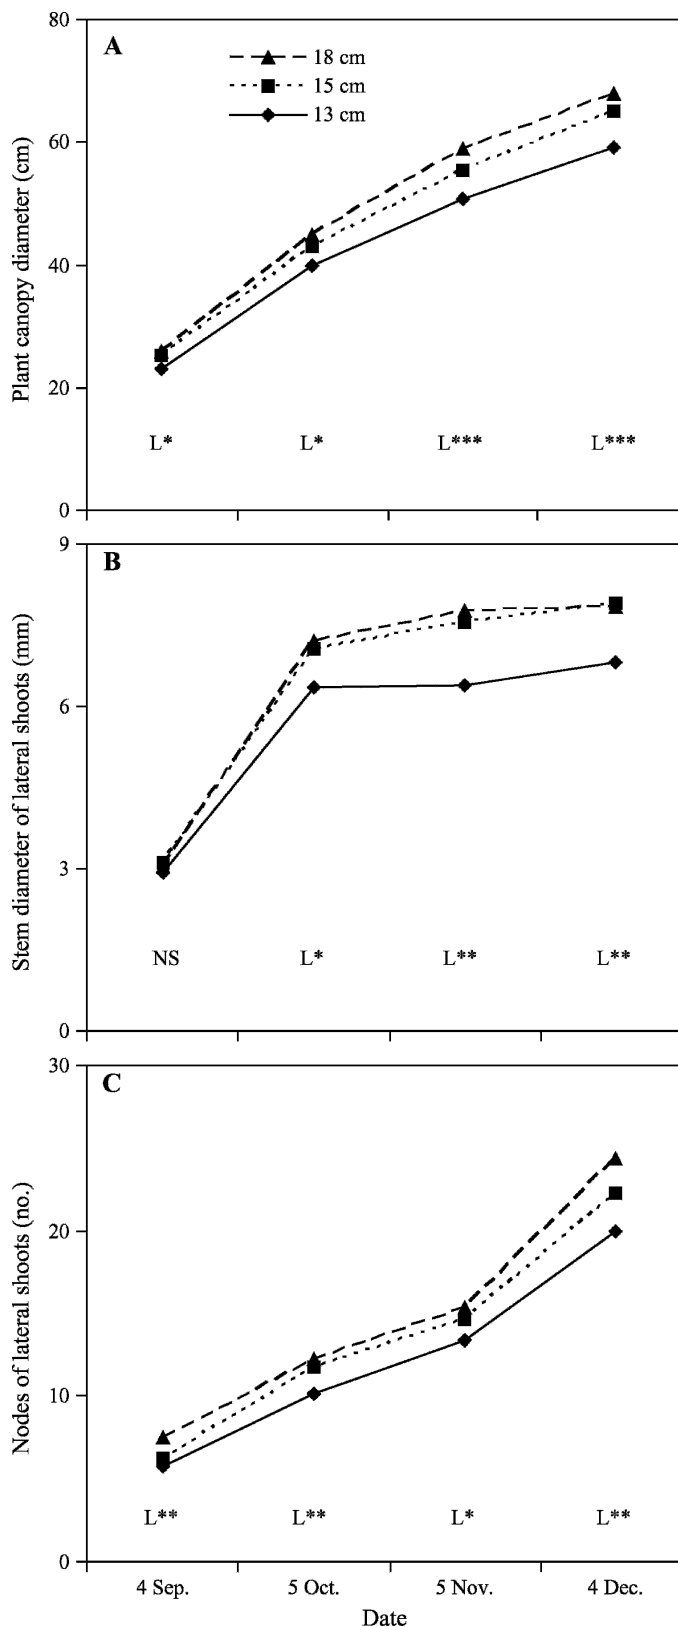 A
18 cm
15 cm
13 cm
Plant canopy diameter (cm)
80
60
40
20
0
L*
L*
L***
L***
B
Stem diameter of lateral shoots (mm)
9
6
3
0
NS
L*
L**
L**
C
Nodes of lateral shoots (no.)
30
20
10
0
L**
L**
L*
L**
4 Sep.
5 Oct.
5 Nov.
4 Dec.
Date